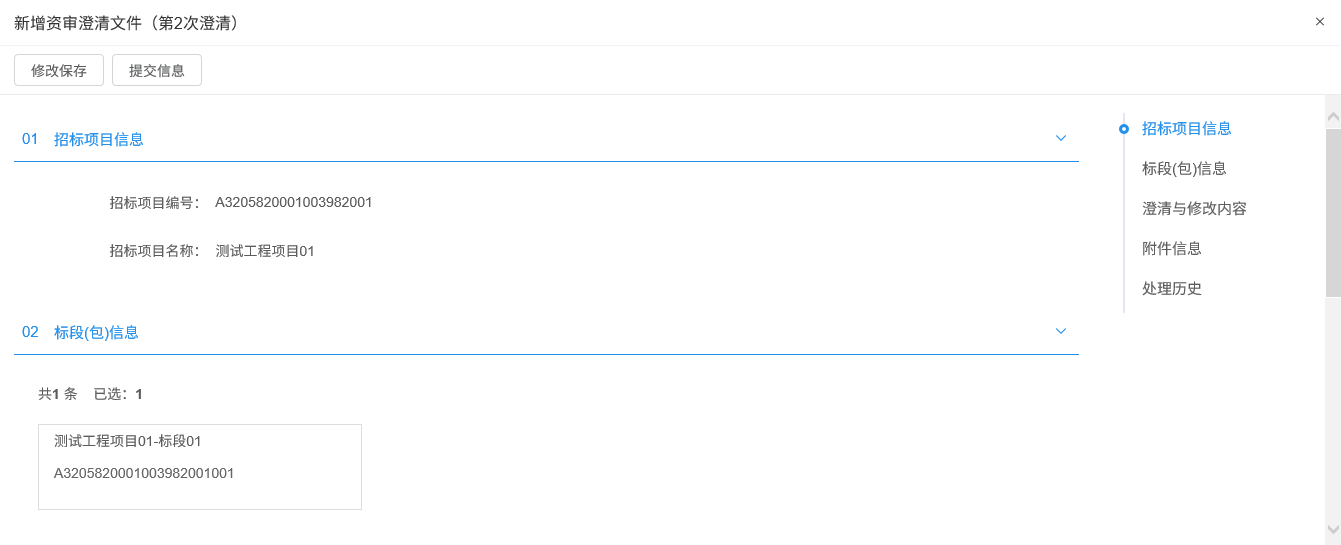 新增资审澄清文件（第2次澄清）
×
修改保存 提交信息
01 招标项目信息
招标项目编号： A3205820001003982001
招标项目名称： 测试工程项目01
02 标段(包)信息
共1 条 已选：1
测试工程项目01-标段01
A3205820001003982001001
招标项目信息
标段(包)信息
澄清与修改内容
附件信息
处理历史